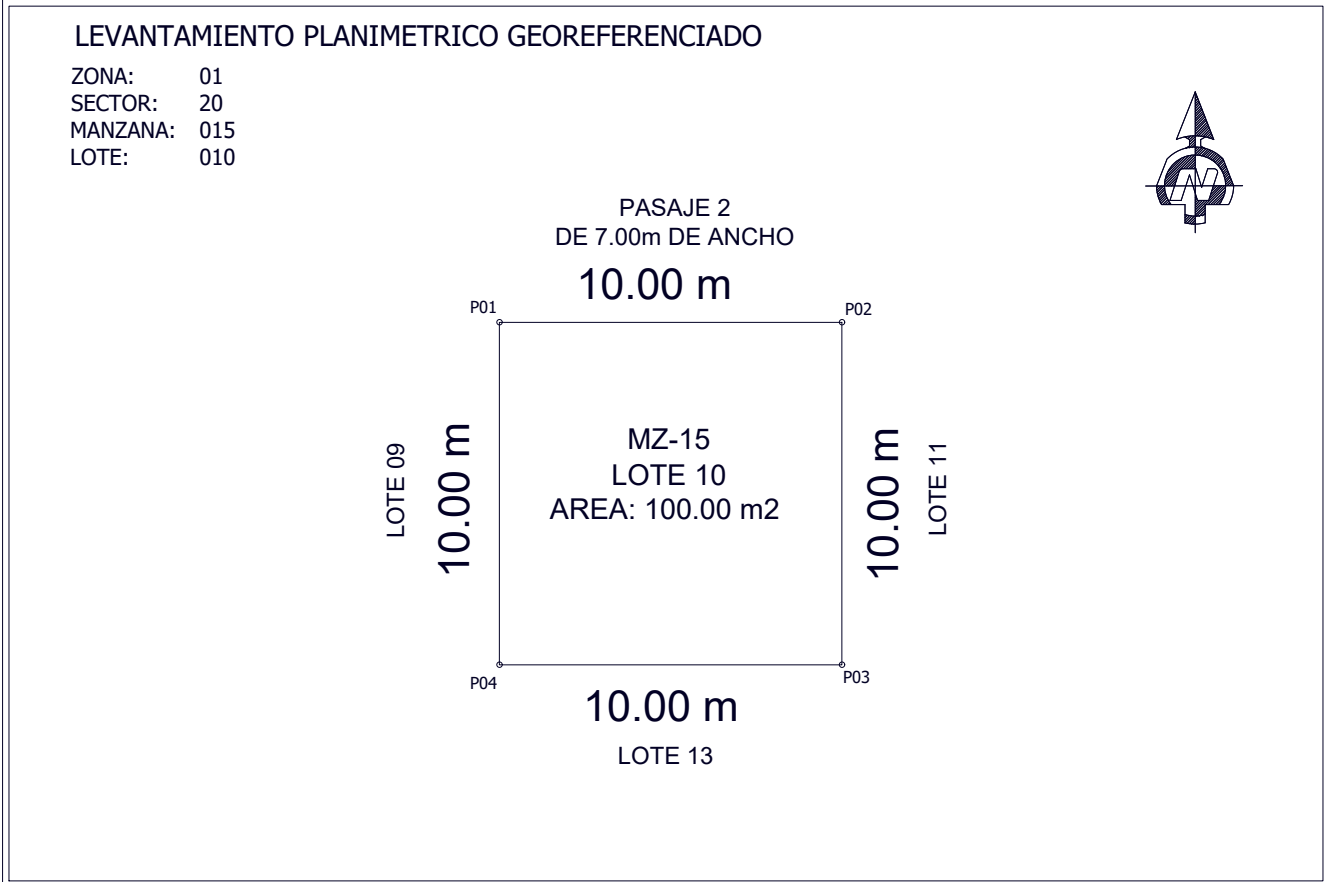 LEVANTAMIENTO PLANIMETRICO GEOREFERENCIADO
ZONA: 01
SECTOR: 20
MANZANA: 015
LOTE: 010
PASAJE 2
DE 7.00m DE ANCHO
10.00 m
P01
P02
LOTE 09
10.00 m
MZ-15
LOTE 10
AREA: 100.00 m2
10.00 m
LOTE 11
P04
P03
10.00 m
LOTE 13
N